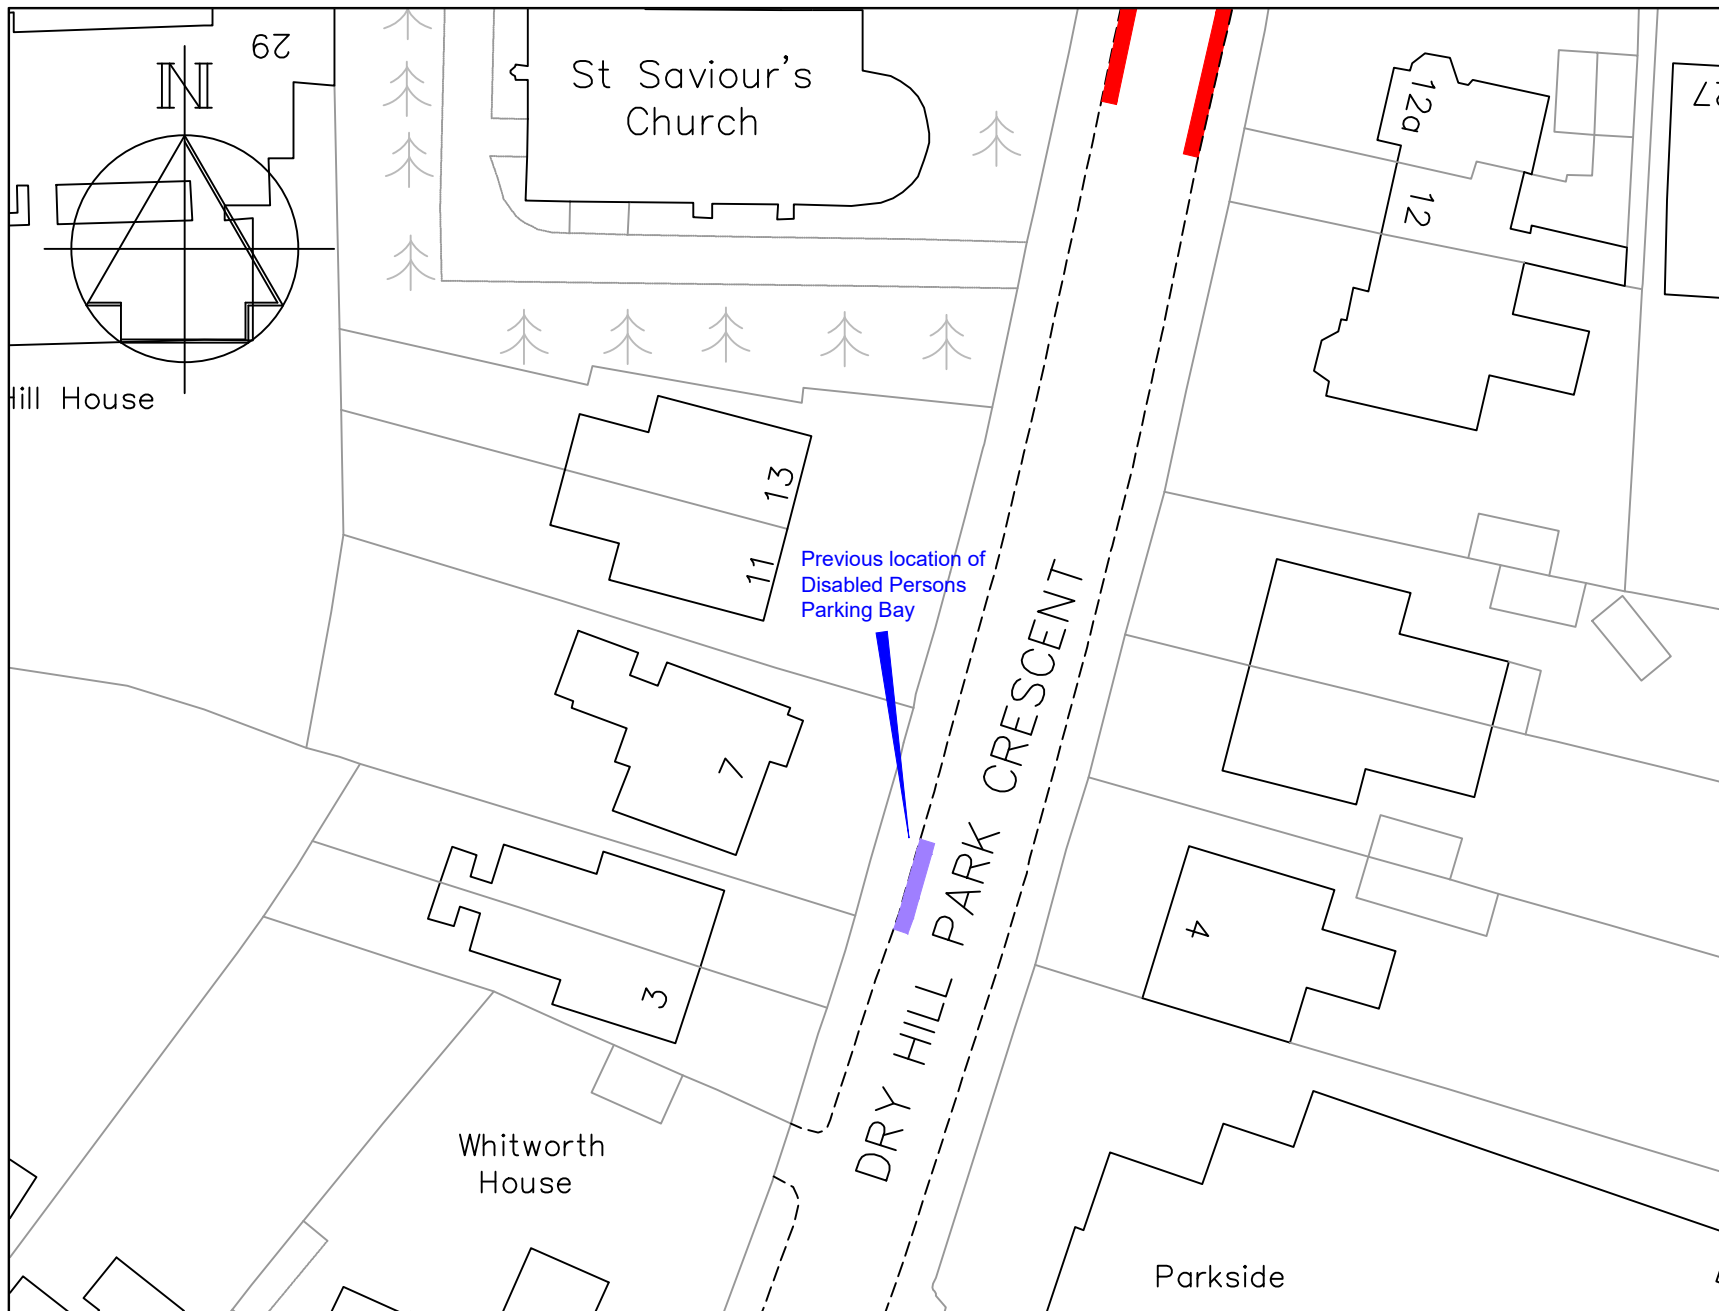 29
N
St Saviour's
Church
12a
27
12
Hill House
13
11
Previous location of
Disabled Persons
Parking Bay
7
3
4
DRY HILL PARK CRESCENT
Whitworth
House
Parkside